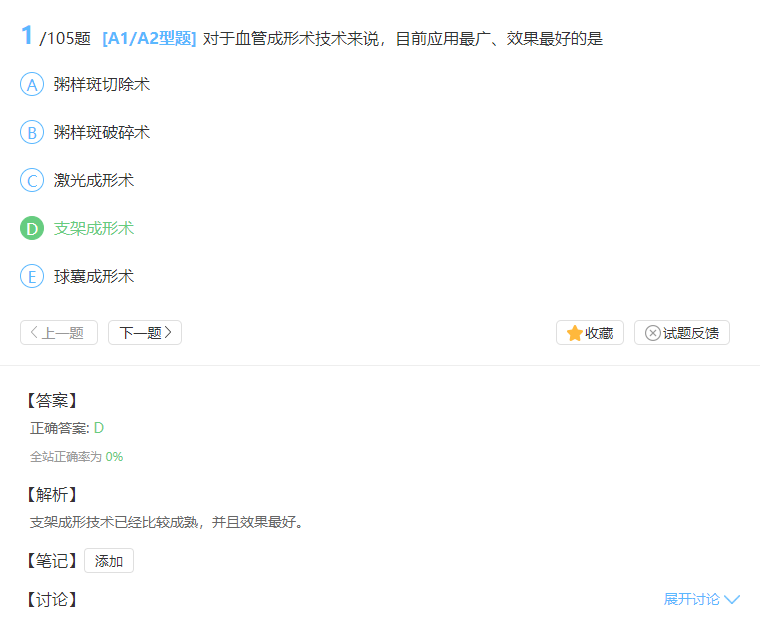 1 /105题 [A1/A2型题] 对于血管成形术技术来说，目前应用最广、效果最好的是
A 粥样斑切除术
B 粥样斑破碎术
C 激光成形术
D 支架成形术
E 球囊成形术
上一题 下一题 收藏 试题反馈
【答案】
正确答案: D
全站正确率为 0%
【解析】
支架成形技术已经比较成熟，并且效果最好。
【笔记】 添加
【讨论】 展开讨论